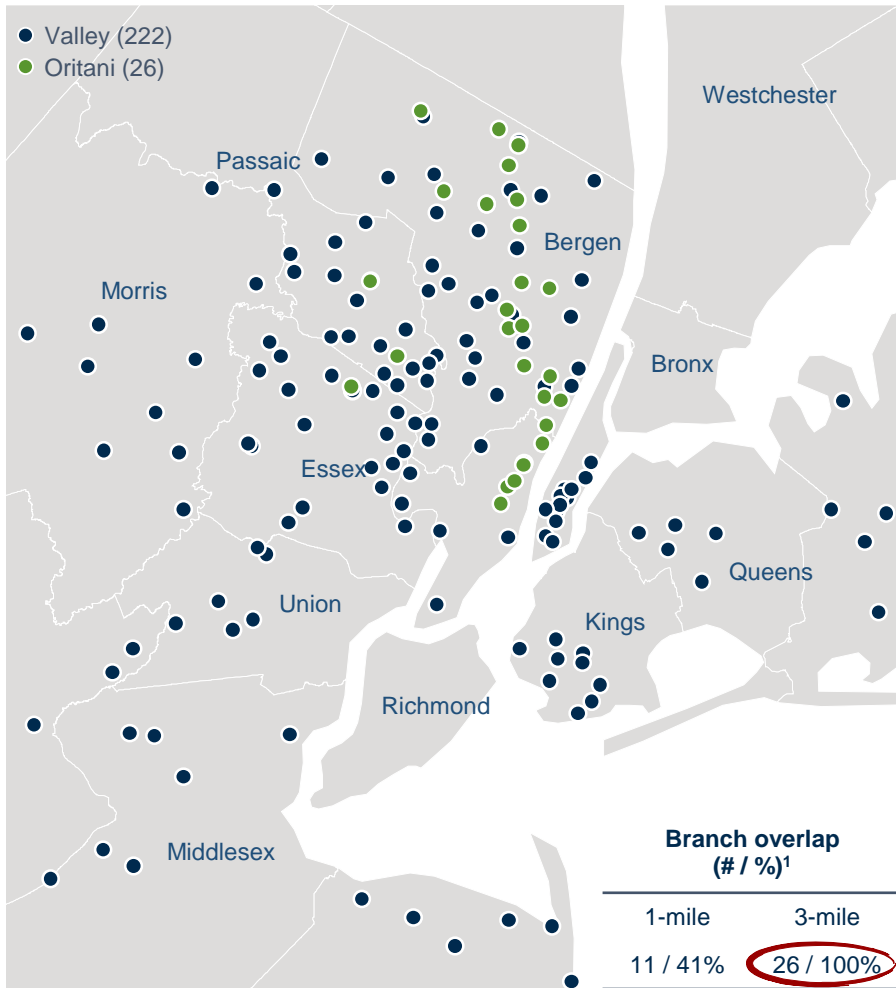 Valley (222)
Oritani (26)
Westchester
Passaic
Bergen
Morris
Bronx
Essex
Queens
Union
Kings
Richmond
Middlesex
Branch overlap
(# / %)¹
1-mile 3-mile
11 / 41% 26 / 100%